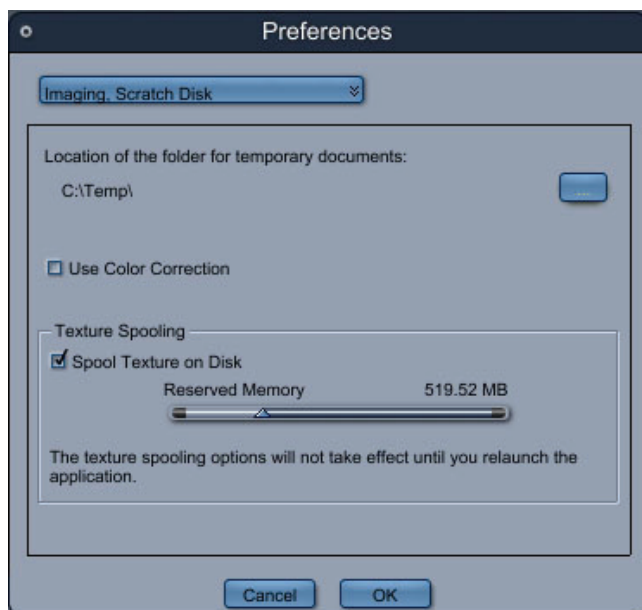 Preferences
Imaging, Scratch Disk
Location of the folder for temporary documents:
C:\Temp\
...
Use Color Correction
Texture Spooling
Spool Texture on Disk
Reserved Memory 519.52 MB
The texture spooling options will not take effect until you relaunch the
application.
Cancel OK